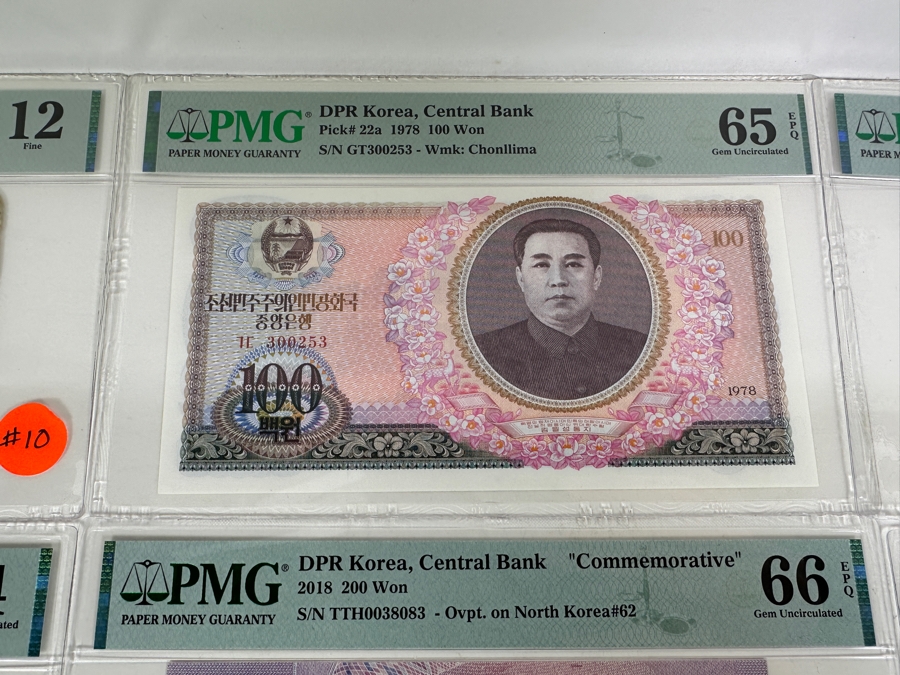 12
Fine
PMG®
PAPER MONEY GUARANTY
DPR Korea, Central Bank
Pick# 22a 1978 100 Won
S/N GT300253 - Wmk: Chonllima
65
EPQ
Gem Uncirculated
PAPER M
100
조선민주주의인민공화국
중앙은행
300253
100
백원
1978
#10
PMG®
PAPER MONEY GUARANTY
DPR Korea, Central Bank "Commemorative"
2018 200 Won
S/N TTH0038083 - Ovpt. on North Korea#62
66
EPQ
Gem Uncirculated